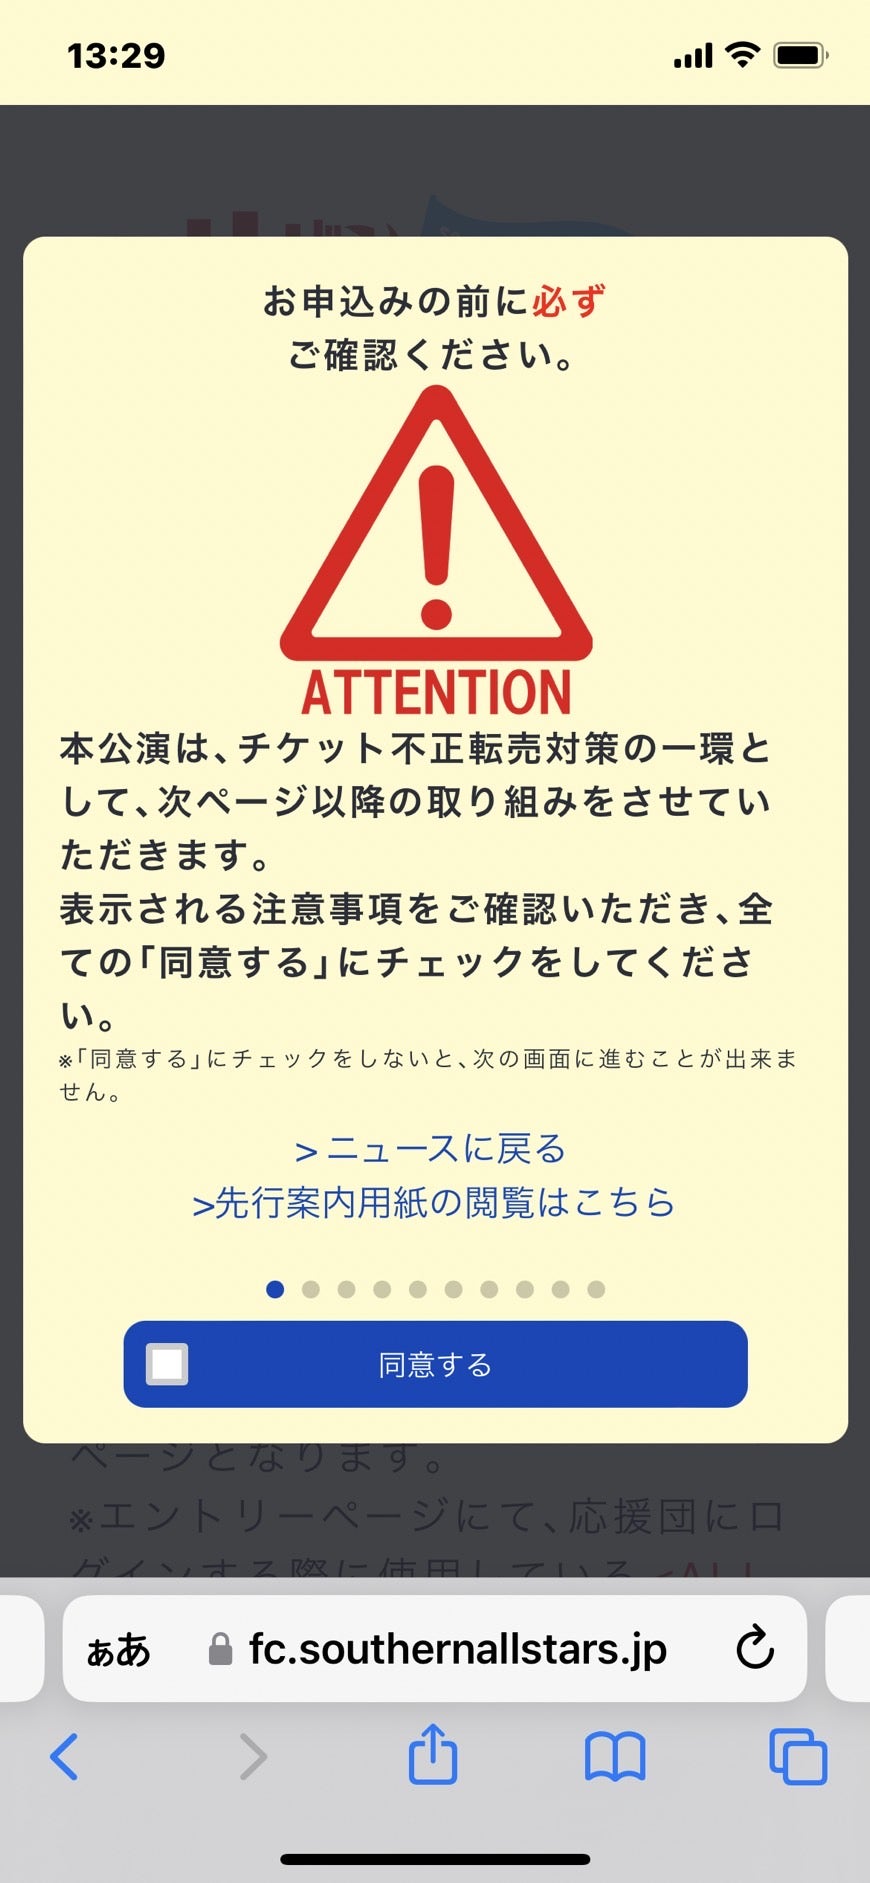 13:29
お申込みの前に必ず
ご確認ください。
ATTENTION
本公演は、チケット不正転売対策の一環と
して、次ページ以降の取り組みをさせてい
ただきます。
表示される注意事項をご確認いただき、全
ての「同意する」にチェックをしてくださ
い。
※「同意する」にチェックをしないと、次の画面に進むことが出来ま
せん。
> ニュースに戻る
>先行案内用紙の閲覧はこちら
同意する
ページとなります。
※エントリーページにて、応援団にロ
グインする際に使用している <ALL
ぁあ fc.southernallstars.jp